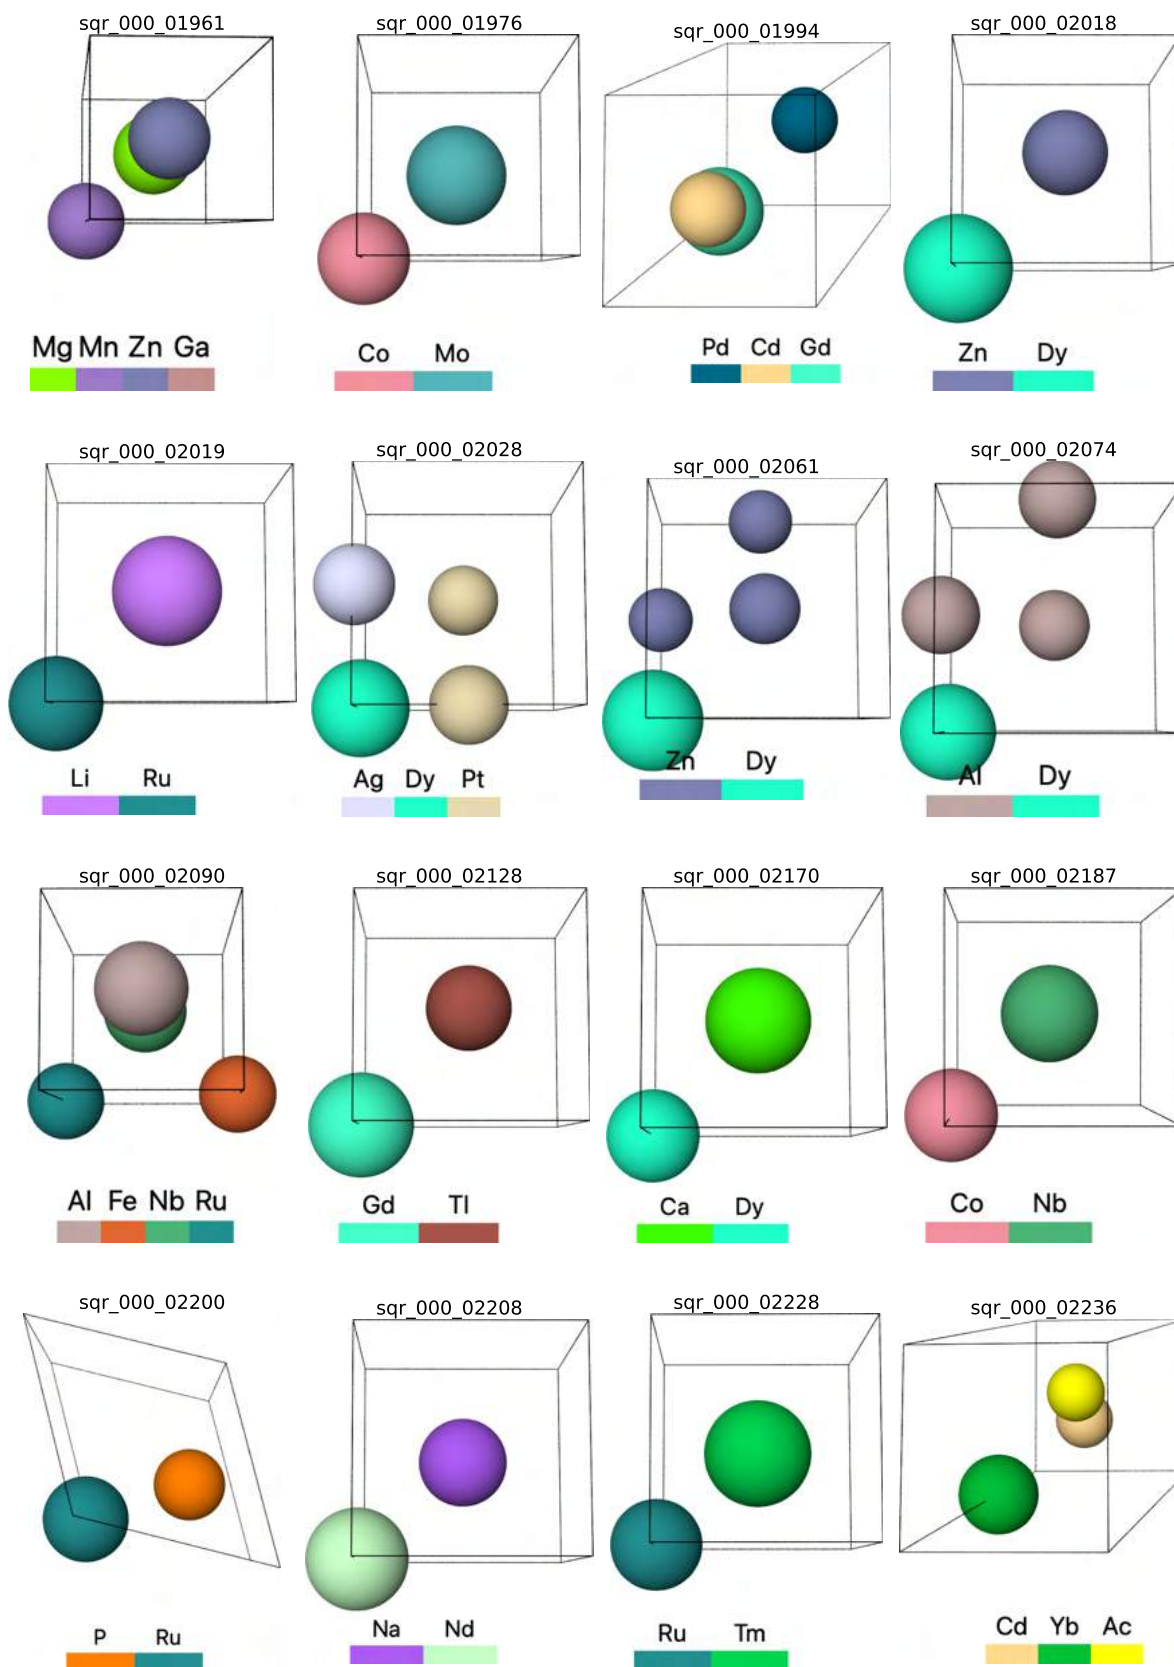 sqr_000_01961 sqr_000_01976 sqr_000_01994 sqr_000_02018
Mg Mn Zn Ga
Co Mo
Pd Cd Gd
Zn Dy
sqr_000_02019 sqr_000_02028 sqr_000_02061 sqr_000_02074
Li Ru
Ag Dy Pt
Zn Dy
Al Dy
sqr_000_02090 sqr_000_02128 sqr_000_02170 sqr_000_02187
Al Fe Nb Ru
Gd Tl
Ca Dy
Co Nb
sqr_000_02200 sqr_000_02208 sqr_000_02228 sqr_000_02236
P Ru
Na Nd
Ru Tm
Cd Yb Ac